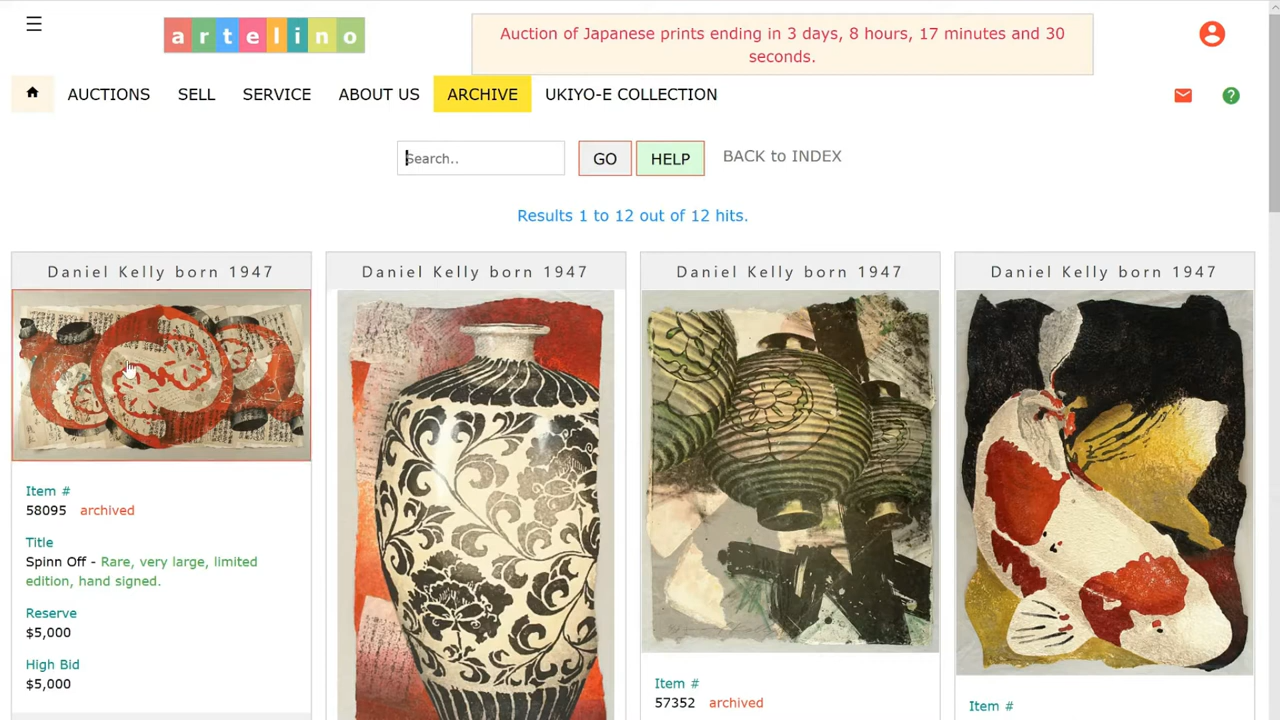 ☰
artelino
Auction of Japanese prints ending in 3 days, 8 hours, 17 minutes and 30
seconds.
AUCTIONS SELL SERVICE ABOUT US ARCHIVE UKIYO-E COLLECTION
?
Search.. GO HELP BACK to INDEX
Results 1 to 12 out of 12 hits.
Daniel Kelly born 1947
Item #
58095 archived
Title
Spinn Off - Rare, very large, limited
edition, hand signed.
Reserve
$5,000
High Bid
$5,000
Daniel Kelly born 1947
Daniel Kelly born 1947
Item #
57352 archived
Daniel Kelly born 1947
Item #